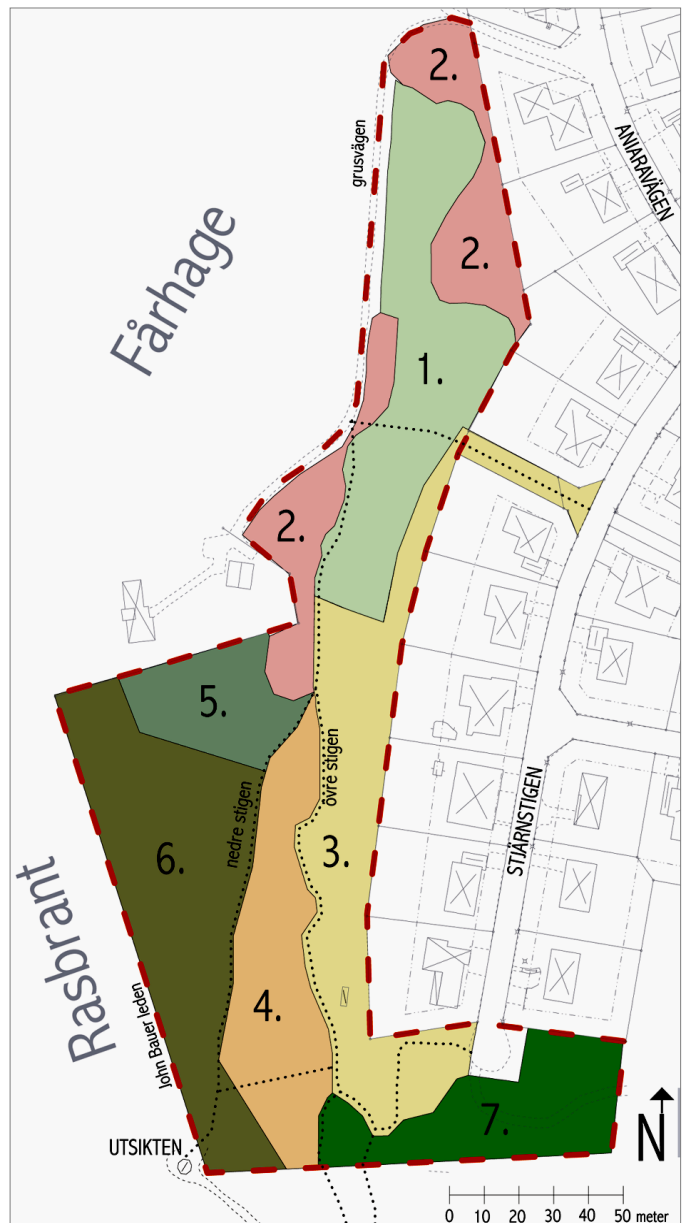 2.
grusvägen
ANIARAVÄGEN
Fårhage
2.
1.
2.
5.
övre stigen
nedre stigen
STJÄRNSTIGEN
3.
6.
Rasbrant
John Bauer leden
4.
7.
N
UTSIKTEN
0 10 20 30 40 50 meter